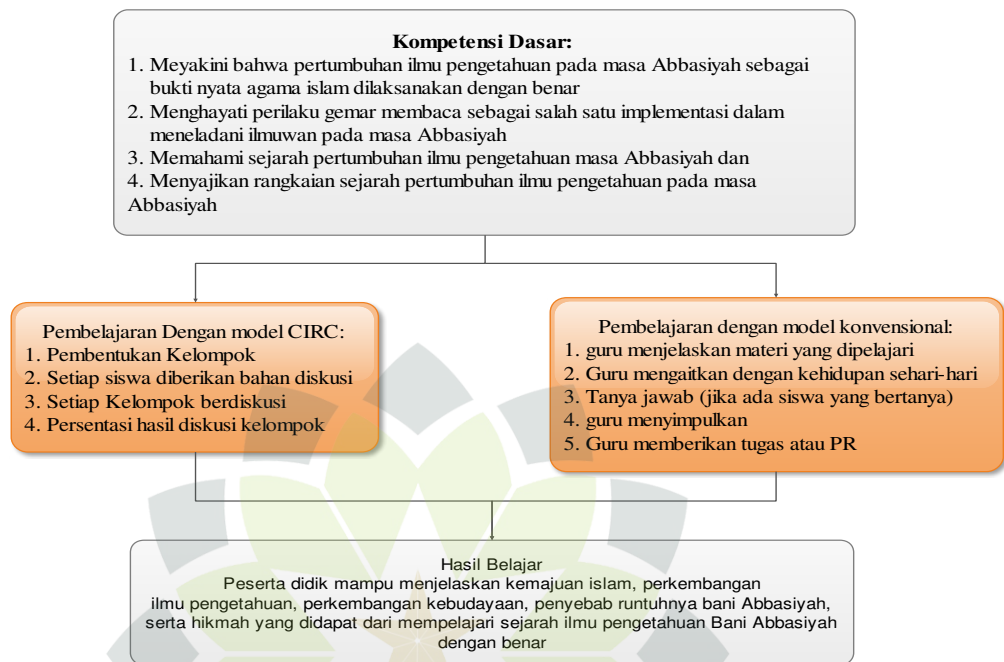 Kompetensi Dasar:
1. Meyakini bahwa pertumbuhan ilmu pengetahuan pada masa Abbasiyah sebagai
bukti nyata agama islam dilaksanakan dengan benar
2. Menghayati perilaku gemar membaca sebagai salah satu implementasi dalam
meneladani ilmuwan pada masa Abbasiyah
3. Memahami sejarah pertumbuhan ilmu pengetahuan masa Abbasiyah dan
4. Menyajikan rangkaian sejarah pertumbuhan ilmu pengetahuan pada masa
Abbasiyah
Pembelajaran Dengan model CIRC:
1. Pembentukan Kelompok
2. Setiap siswa diberikan bahan diskusi
3. Setiap Kelompok berdiskusi
4. Persentasi hasil diskusi kelompok
Pembelajaran dengan model konvensional:
1. guru menjelaskan materi yang dipelajari
2. Guru mengaitkan dengan kehidupan sehari-hari
3. Tanya jawab (jika ada siswa yang bertanya)
4. guru menyimpulkan
5. Guru memberikan tugas atau PR
Hasil Belajar
Peserta didik mampu menjelaskan kemajuan islam, perkembangan
ilmu pengetahuan, perkembangan kebudayaan, penyebab runtuhnya bani Abbasiyah,
serta hikmah yang didapat dari mempelajari sejarah ilmu pengetahuan Bani Abbasiyah
dengan benar